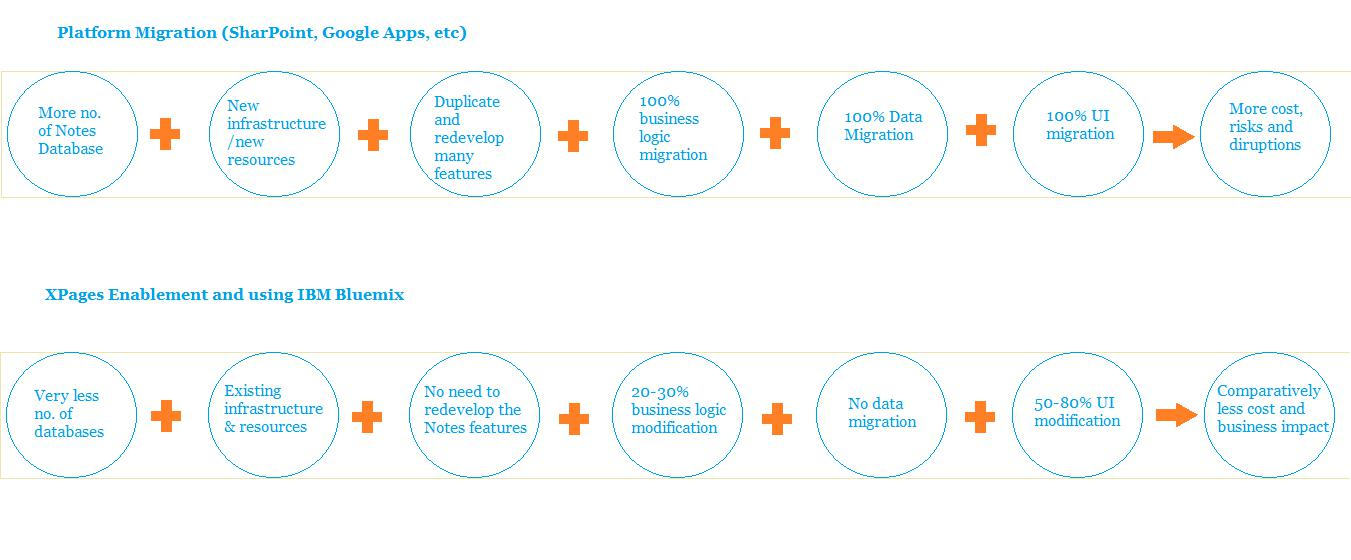 Platform Migration (SharPoint, Google Apps, etc)
More no.
of Notes
Database
New
infrastructure
/new
resources
Duplicate
and
redevelop
many
features
100%
business
logic
migration
100% Data
Migration
100% UI
migration
More cost,
risks and
diruptions
XPages Enablement and using IBM Bluemix
Very less
no. of
databases
Existing
infrastructure
& resources
No need to
redevelop the
Notes features
20-30%
business logic
modification
No data
migration
50-80% UI
modification
Comparatively
less cost and
business impact